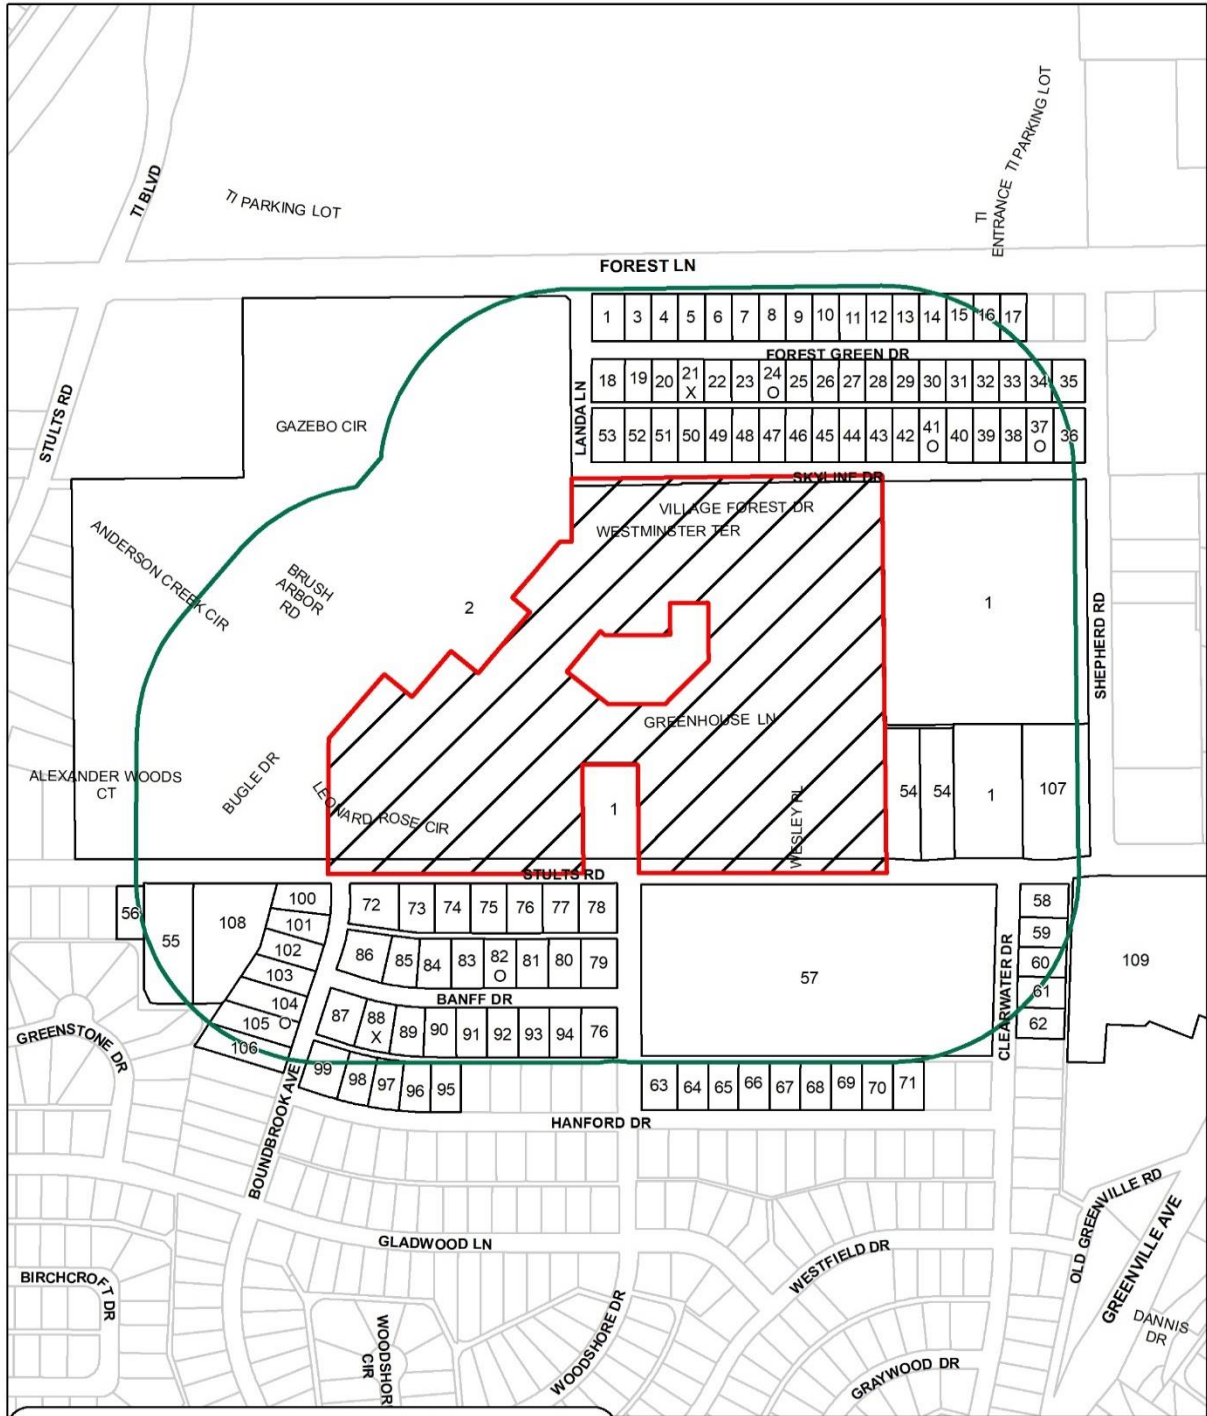 TI BLVD
TI PARKING LOT
TI
ENTRANCE TI PARKING LOT
FOREST LN
1 3 4 5 6 7 8 9 10 11 12 13 14 15 16 17
FOREST GREEN DR
18 19 20 21 22 23 24 25 26 27 28 29 30 31 32 33 34 35
X O
STULTS RD
LANDA LN
GAZEBO CIR
53 52 51 50 49 48 47 46 45 44 43 42 41 40 39 38 37 36
O O
SKYLINE DR
VILLAGE FOREST DR
WESTMINSTER TER
ANDERSON CREEK CIR
BRUSH
ARBOR
RD
2
1
SHEPHERD RD
GREENHOUSE LN
ALEXANDER WOODS
CT
BUGLE DR
LEONARD ROSE CIR
1
WESLEY PL
54 54 1 107
STULTS RD
56 55 108
100
101
102
103
104
105 O
106
72 73 74 75 76 77 78
86 85 84 83 82 81 80 79
O
BANFF DR
87 88 89 90 91 92 93 94 76
X
99 98 97 96 95
57
CLEARWATER DR
58
59
60
61
62
109
63 64 65 66 67 68 69 70 71
GREENSTONE DR
BOUNDBROOK AVE
HANFORD DR
GLADWOOD LN
WESTFIELD DR
OLD GREENVILLE RD
GREENVILLE AVE
BIRCHCROFT DR
WOODSHOR
CIR
WOODSHORE DR
GRAYWOOD DR
DANNIS
DR